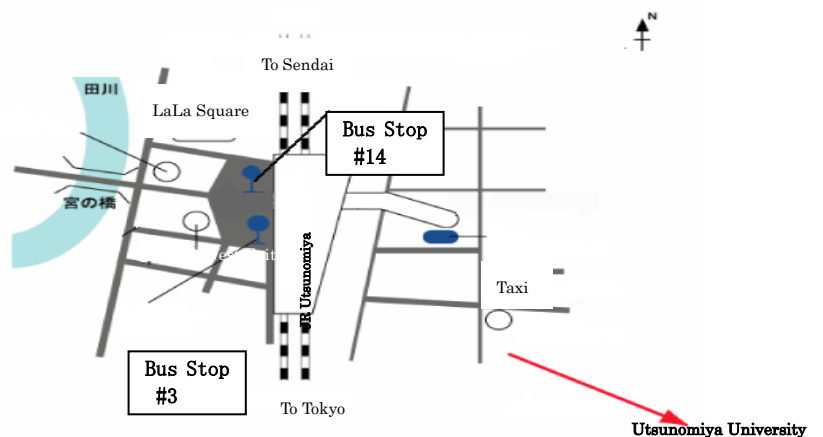 N
To Sendai
田川
LaLa Square
Bus Stop
#14
宮の橋
JR Utsunomiya
Taxi
Bus Stop
#3
To Tokyo
Utsunomiya University